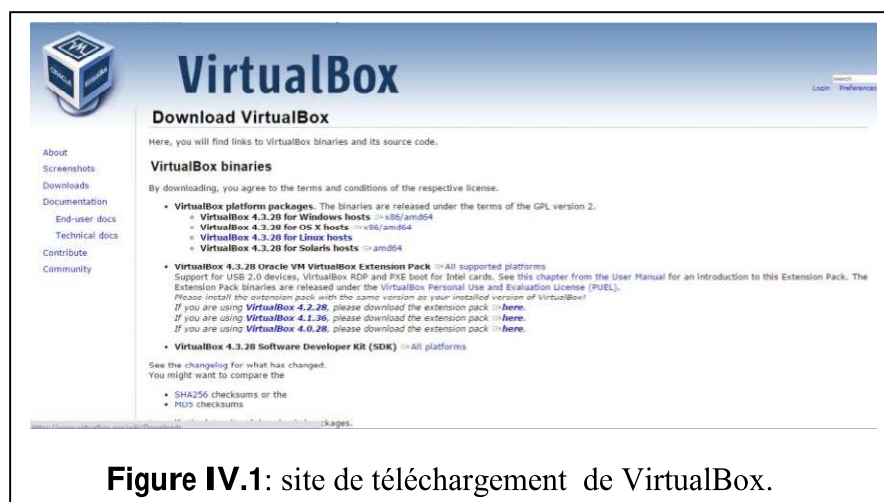 VirtualBox
search
Login Preferences
Download VirtualBox
Here, you will find links to VirtualBox binaries and its source code.
About
Screenshots
Downloads
Documentation
End-user docs
Technical docs
Contribute
Community
VirtualBox binaries
By downloading, you agree to the terms and conditions of the respective license.
• VirtualBox platform packages. The binaries are released under the terms of the GPL version 2.
VirtualBox 4.3.28 for Windows hosts x86/amd64
VirtualBox 4.3.28 for OS X hosts x86/amd64
VirtualBox 4.3.28 for Linux hosts
VirtualBox 4.3.28 for Solaris hosts amd64
• VirtualBox 4.3.28 Oracle VM VirtualBox Extension Pack All supported platforms
Support for USB 2.0 devices, VirtualBox RDP and PXE boot for Intel cards. See this chapter from the User Manual for an introduction to this Extension Pack. The
Extension Pack binaries are released under the VirtualBox Personal Use and Evaluation License (PUEL).
Please install the extension pack with the same version as your installed version of VirtualBox!
If you are using VirtualBox 4.2.28, please download the extension pack here.
If you are using VirtualBox 4.1.36, please download the extension pack here.
If you are using VirtualBox 4.0.28, please download the extension pack here.
• VirtualBox 4.3.28 Software Developer Kit (SDK) All platforms
See the changelog for what has changed.
You might want to compare the
• SHA256 checksums or the
• MD5 checksums
Figure IV.1: site de téléchargement de VirtualBox.